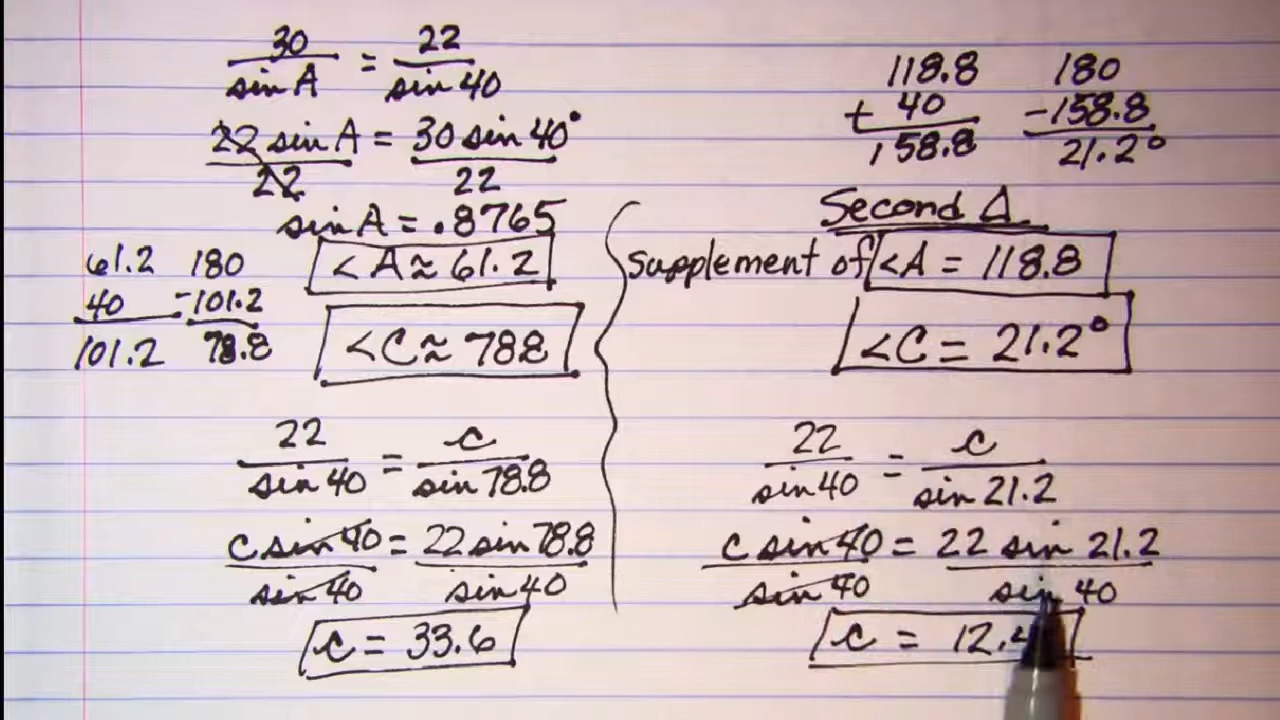 30 / sin A = 22 / sin 40
22 sin A / 22 = 30 sin 40° / 22
sin A = .8765
61.2 180
40 -101.2
101.2 78.8
<A ≈ 61.2
<C ≈ 788
22 / sin 40 = c / sin 78.8
c sin 40 / sin 40 = 22 sin 78.8 / sin 40
c = 33.6
118.8 180
+ 40 -158.8
158.8 21.2°
Second Δ
supplement of <A = 118.8
<C = 21.2°
22 / sin 40 = c / sin 21.2
c sin 40 / sin 40 = 22 sin 21.2 / sin 40
c = 12.4